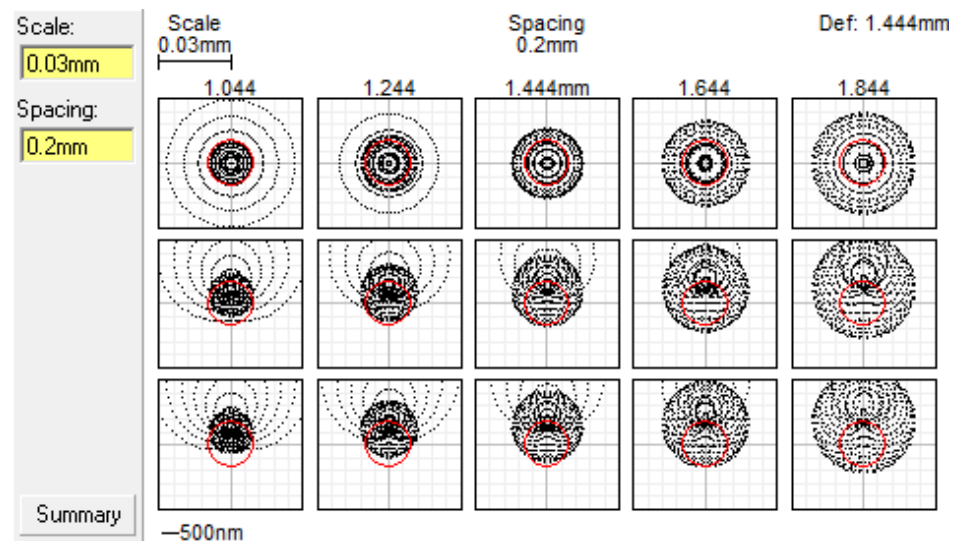 Scale:
0.03mm
Spacing:
0.2mm
Summary
Scale
0.03mm
Spacing
0.2mm
Def: 1.444mm
1.044 1.244 1.444mm 1.644 1.844
—500nm